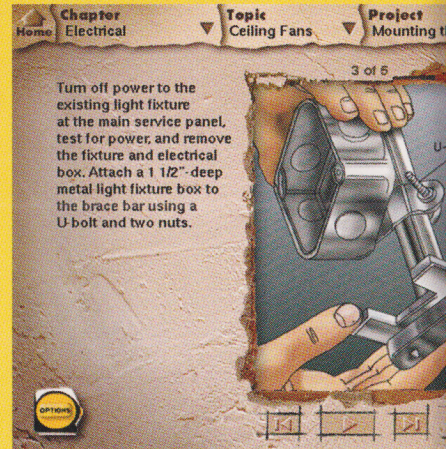 Chapter
Topic
Project
Home
Electrical
Ceiling Fans
Mounting
3 of 5
Turn off power to the
existing light fixture
at the main service panel,
test for power, and remove
the fixture and electrical
box. Attach a 1 1/2"-deep
metal light fixture box to
the brace bar using a
U-bolt and two nuts.
U-
OPTIONS